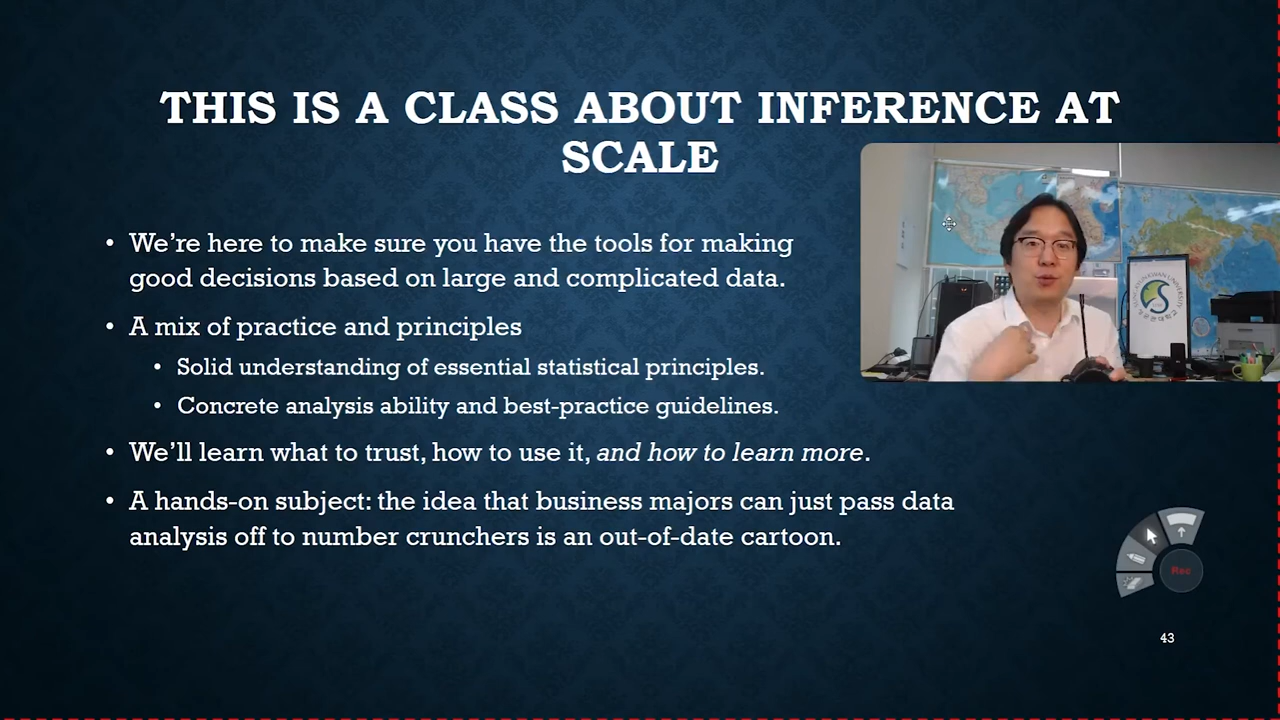 THIS IS A CLASS ABOUT INFERENCE AT
SCALE
• We’re here to make sure you have the tools for making
good decisions based on large and complicated data.
• A mix of practice and principles
• Solid understanding of essential statistical principles.
• Concrete analysis ability and best-practice guidelines.
• We’ll learn what to trust, how to use it, and how to learn more.
• A hands-on subject: the idea that business majors can just pass data
analysis off to number crunchers is an out-of-date cartoon.
Rec
43